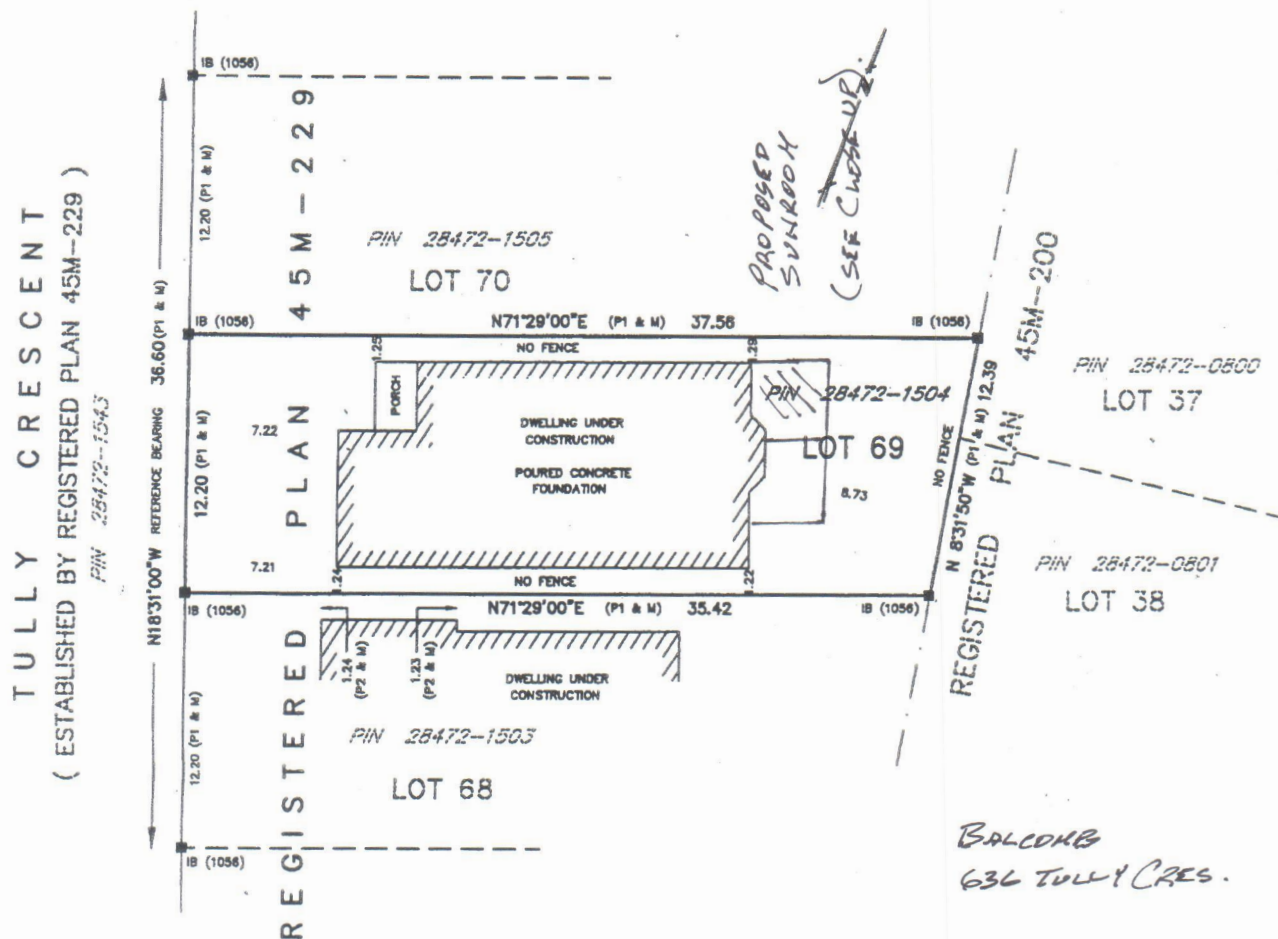 TULLY CRESCENT
( ESTABLISHED BY REGISTERED PLAN 45M-229 )
PIN 28472-1543
N18°31'00"W REFERENCE BEARING 36.60(P1 & M)
IB (1056)
12.20 (P1 & M)
REGISTERED PLAN 45M-229
PIN 28472-1505
LOT 70
PROPOSED
SUNROOM
(SEE CLOSE UP).
IB (1056)
N71°29'00"E (P1 & M) 37.56
IB (1056)
NO FENCE
1.25
1.29
PORCH
7.22
12.20 (P1 & M)
DWELLING UNDER
CONSTRUCTION
POURED CONCRETE
FOUNDATION
PIN 28472-1504
LOT 69
8.73
NO FENCE
N 8°31'50"W (P1 & M) 12.39
REGISTERED PLAN 45M-200
PIN 28472-0800
LOT 37
PIN 28472-0801
LOT 38
7.21
1.24
NO FENCE
1.22
IB (1056)
N71°29'00"E (P1 & M) 35.42
IB (1056)
1.24
(P2 & M)
1.23
(P2 & M)
DWELLING UNDER
CONSTRUCTION
12.20 (P1 & M)
PIN 28472-1503
LOT 68
IB (1056)
BALCOMB
636 TULLY CRES.